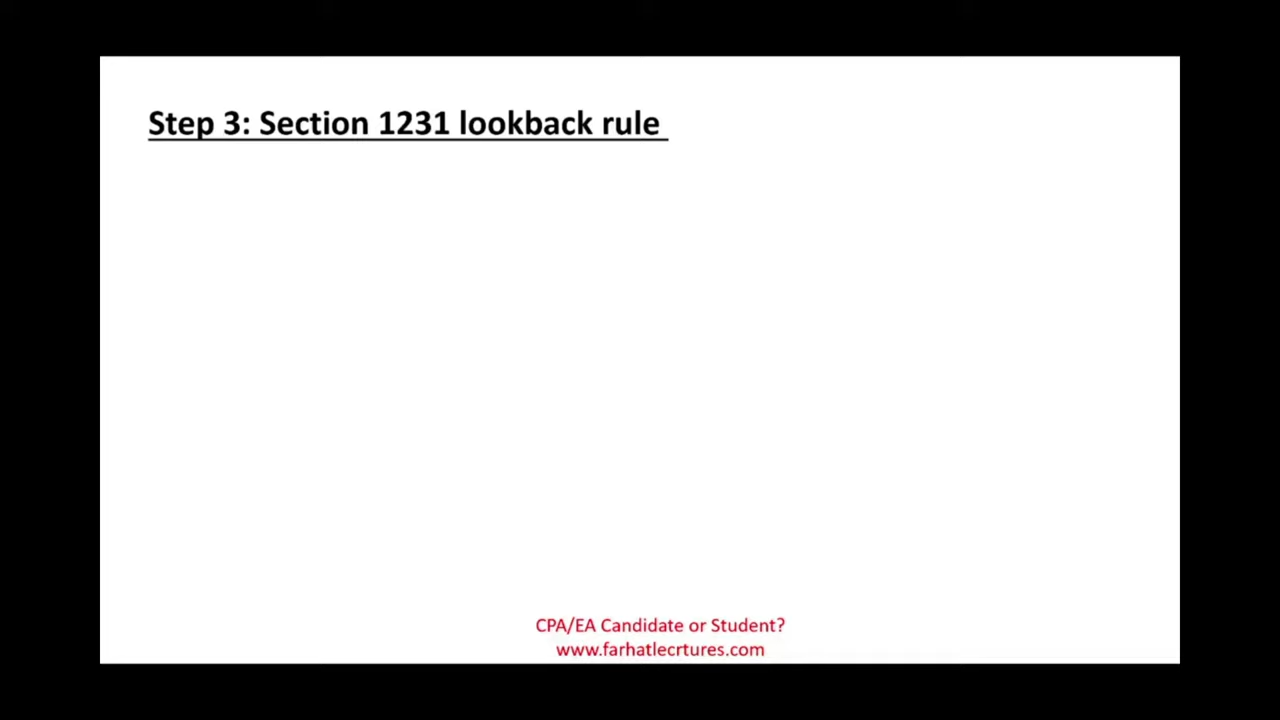 Step 3: Section 1231 lookback rule
CPA/EA Candidate or Student?
www.farhatlecrtures.com